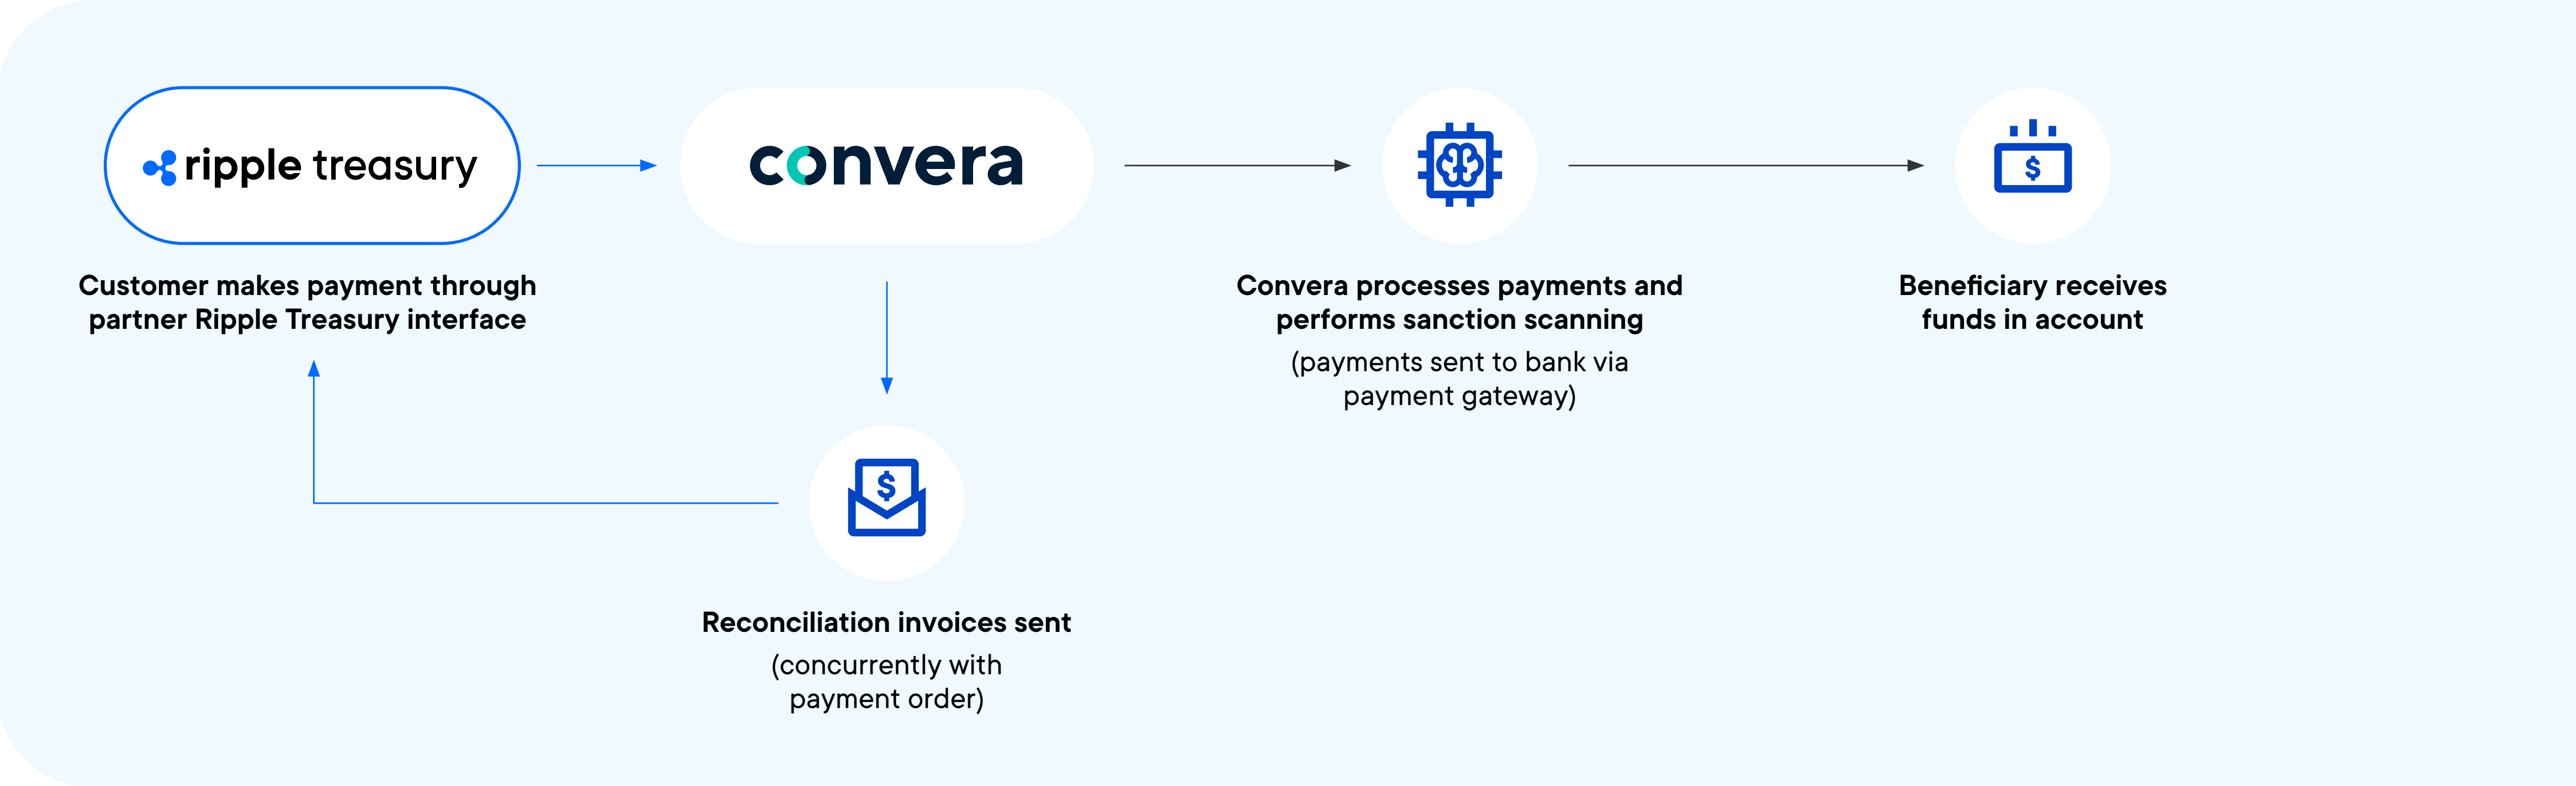 ripple treasury
convera
Customer makes payment through
partner Ripple Treasury interface
Convera processes payments and
performs sanction scanning
(payments sent to bank via
payment gateway)
$
Beneficiary receives
funds in account
$
Reconciliation invoices sent
(concurrently with
payment order)